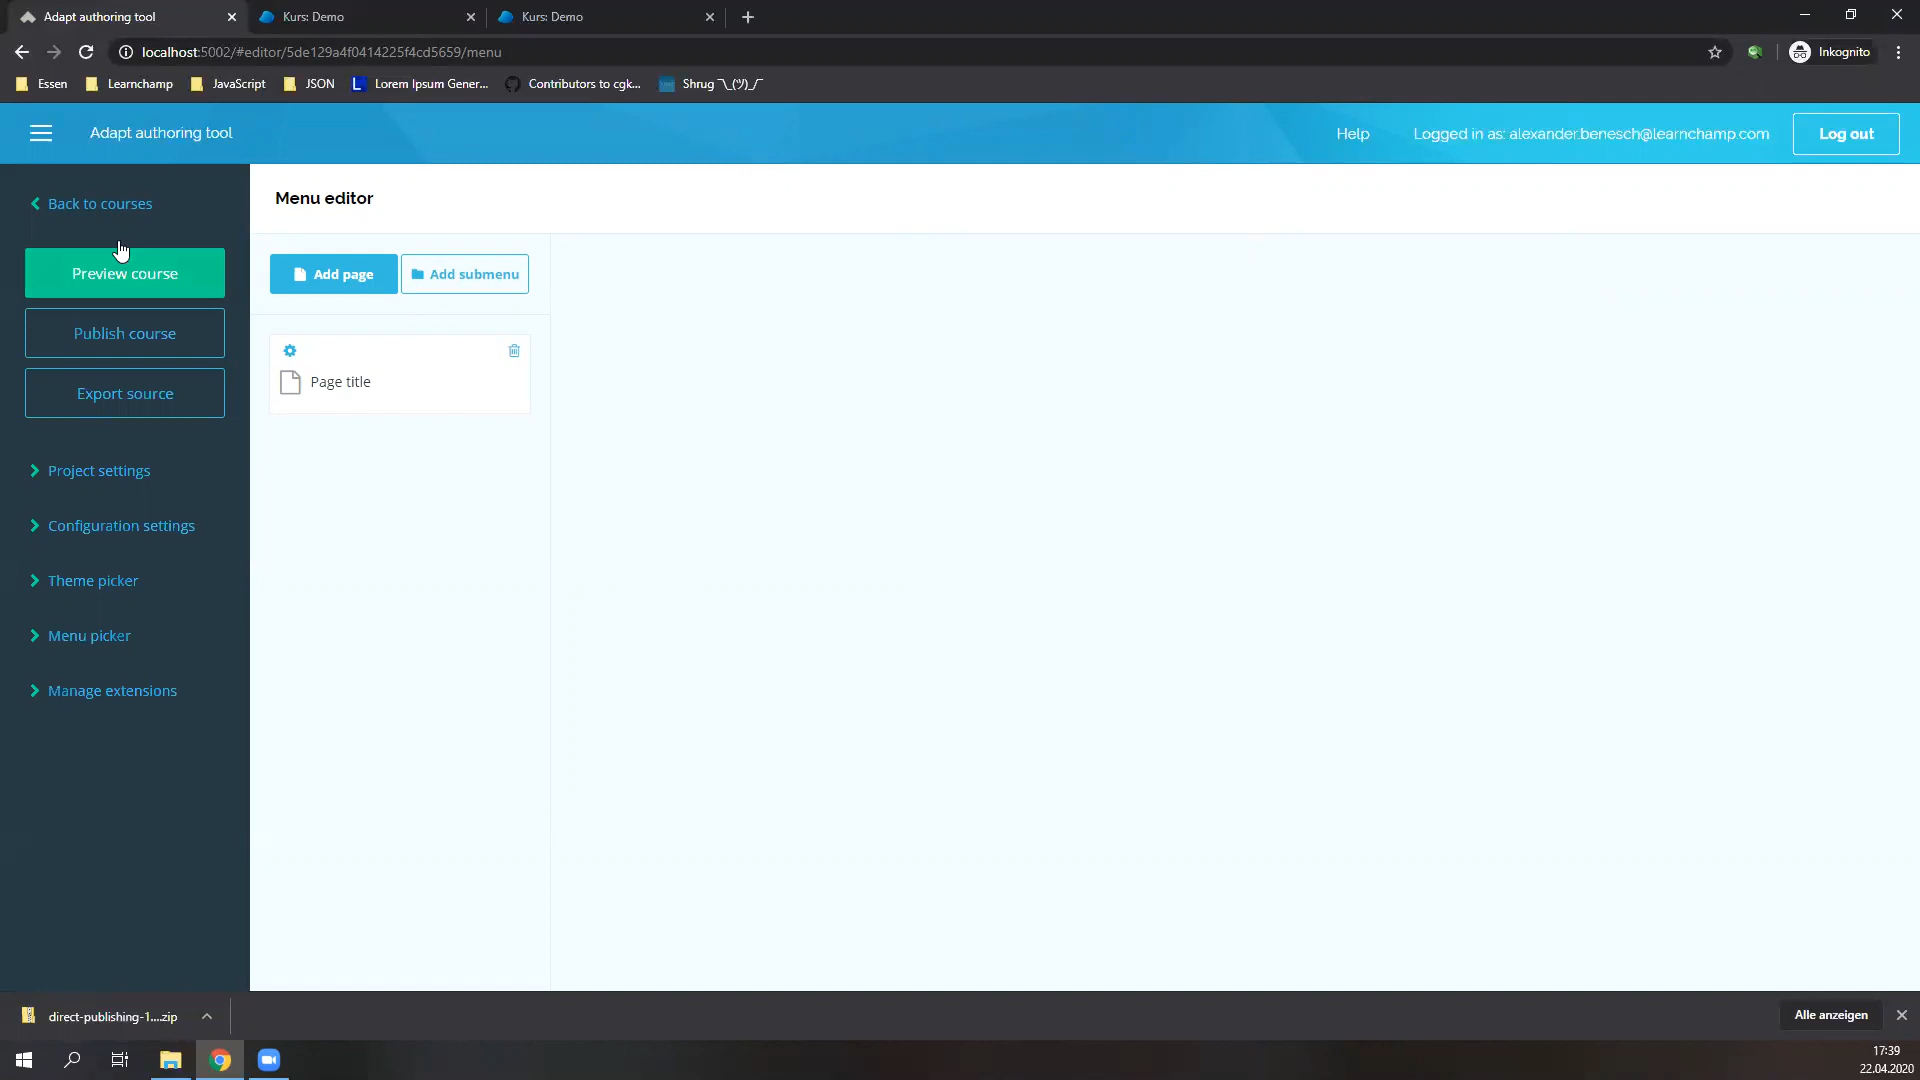 Adapt authoring tool
Kurs: Demo
Kurs: Demo
localhost:5002/#editor/5de129a4f0414225f4cd5659/menu
Inkognito
Essen
Learnchamp
JavaScript
JSON
Lorem Ipsum Gener...
Contributors to cgk...
Shrug ¯\_(ツ)_/¯
Adapt authoring tool
Help
Logged in as: alexander.benesch@learnchamp.com
Log out
Back to courses
Menu editor
Preview course
Add page
Add submenu
Publish course
Page title
Export source
Project settings
Configuration settings
Theme picker
Menu picker
Manage extensions
direct-publishing-1....zip
Alle anzeigen
17:39
22.04.2020